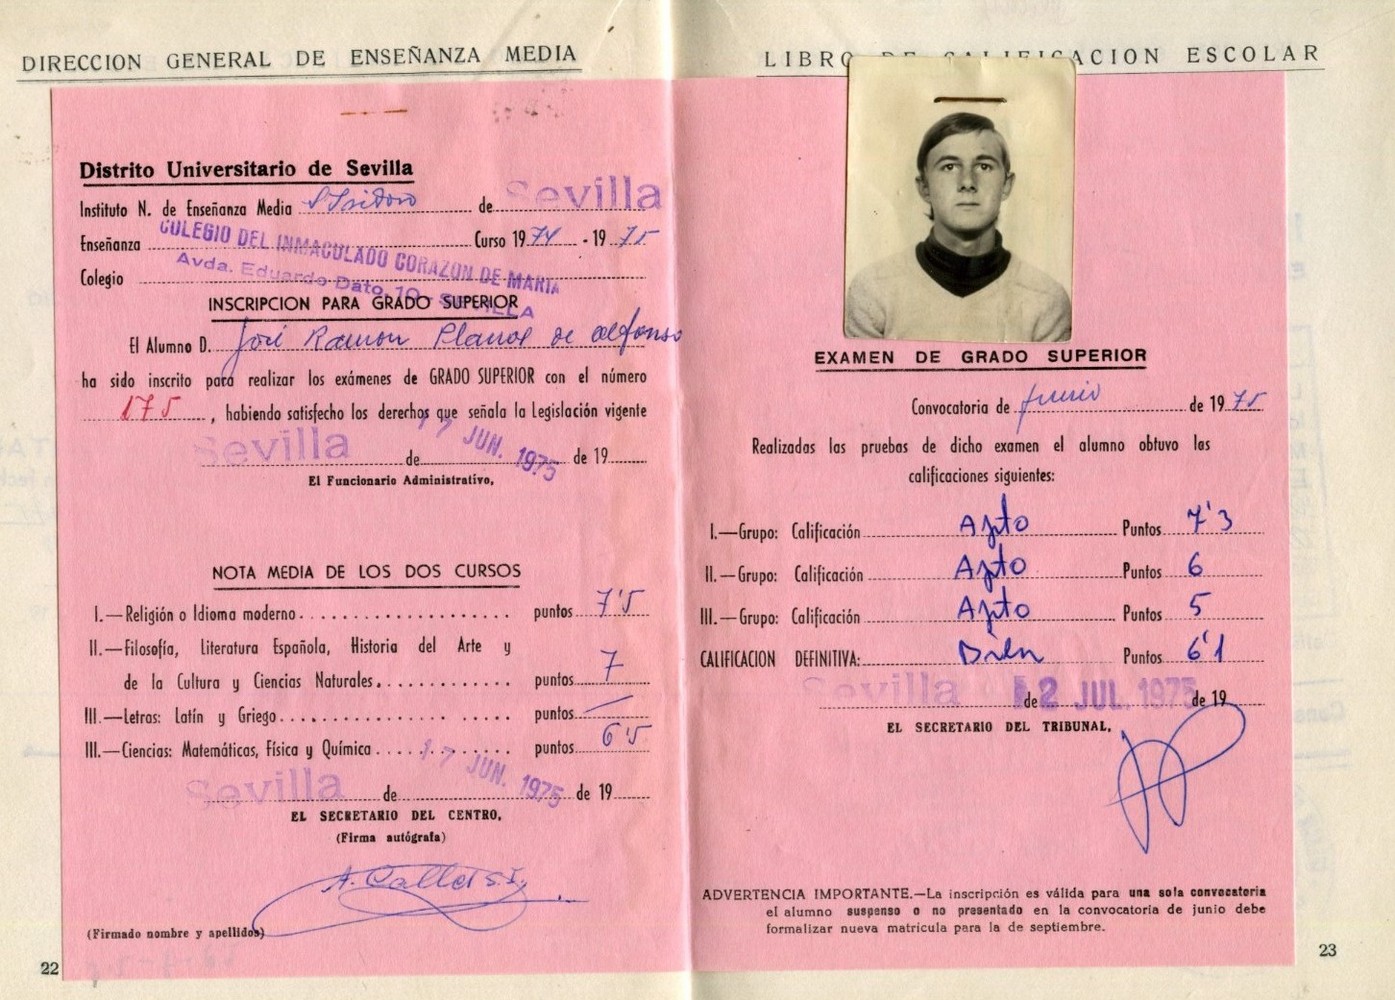 DIRECCION GENERAL DE ENSEÑANZA MEDIA
Distrito Universitario de Sevilla
Instituto N. de Enseñanza Media S. Isidoro de Sevilla
Enseñanza Curso 1974 - 1975
COLEGIO DEL INMACULADO CORAZON DE MARIA
Avda. Eduardo Dato, 10 - SEVILLA
Colegio
INSCRIPCION PARA GRADO SUPERIOR
El Alumno D. José Ramon Planas de Alfonso
ha sido inscrito para realizar los exámenes de GRADO SUPERIOR con el número
175, habiendo satisfecho los derechos que señala la Legislación vigente
Sevilla de 17 JUN. 1975 de 19
El Funcionario Administrativo,
NOTA MEDIA DE LOS DOS CURSOS
I.—Religión o Idioma moderno puntos 7'5
II.—Filosofía, Literatura Española, Historia del Arte y
de la Cultura y Ciencias Naturales. puntos 7
III.—Letras: Latín y Griego puntos —
III.—Ciencias: Matemáticas, Física y Química puntos 6'5
Sevilla de 17 JUN. 1975 de 19
EL SECRETARIO DEL CENTRO,
(Firma autógrafa)
(Firmado nombre y apellidos)
22
LIBRO DE CALIFICACION ESCOLAR
EXAMEN DE GRADO SUPERIOR
Convocatoria de junio de 1975
Realizadas las pruebas de dicho examen el alumno obtuvo las
calificaciones siguientes:
I.—Grupo: Calificación Apto Puntos 7'3
II.—Grupo: Calificación Apto Puntos 6
III.—Grupo: Calificación Apto Puntos 5
CALIFICACION DEFINITIVA: Bien Puntos 6'1
Sevilla de 2 JUL. 1975 de 19
EL SECRETARIO DEL TRIBUNAL,
ADVERTENCIA IMPORTANTE.—La inscripción es válida para una sola convocatoria
el alumno suspenso o no presentado en la convocatoria de junio debe
formalizar nueva matricula para la de septiembre.
23